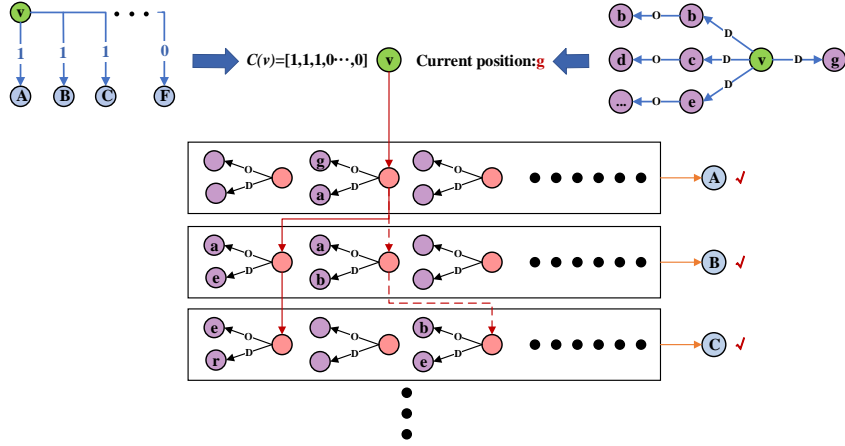 v
1 1 1 0
A B C F
C(v)=[1,1,1,0···,0] v Current position:g
b O b D
d O c D v D g
... O e D
O g O O
D D a D A √
a O a O
e D b D B √
e O O b O
r D D e D C √